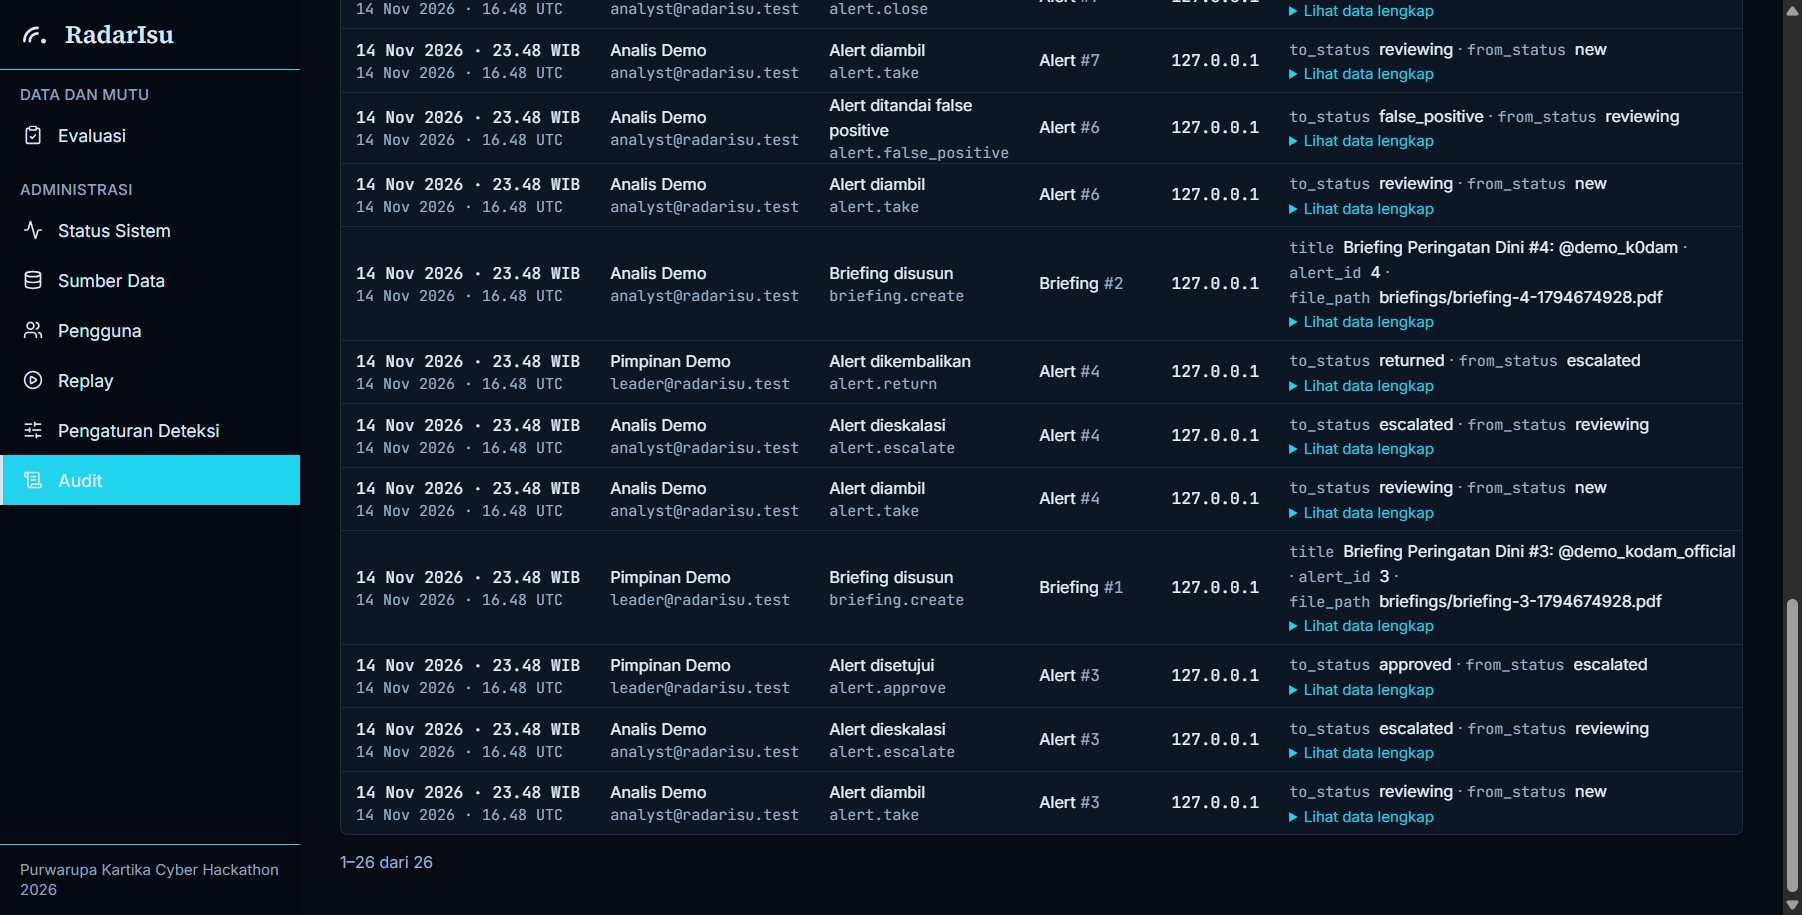 RadarIsu
DATA DAN MUTU
Evaluasi
ADMINISTRASI
Status Sistem
Sumber Data
Pengguna
Replay
Pengaturan Deteksi
Audit
Purwarupa Kartika Cyber Hackathon
2026
14 Nov 2026 · 16.48 UTC analyst@radarisu.test alert.close
▶ Lihat data lengkap
14 Nov 2026 · 23.48 WIB Analis Demo Alert diambil Alert #7 127.0.0.1 to_status reviewing · from_status new
14 Nov 2026 · 16.48 UTC analyst@radarisu.test alert.take ▶ Lihat data lengkap
Alert ditandai false
14 Nov 2026 · 23.48 WIB Analis Demo positive Alert #6 127.0.0.1 to_status false_positive · from_status reviewing
14 Nov 2026 · 16.48 UTC analyst@radarisu.test alert.false_positive ▶ Lihat data lengkap
14 Nov 2026 · 23.48 WIB Analis Demo Alert diambil Alert #6 127.0.0.1 to_status reviewing · from_status new
14 Nov 2026 · 16.48 UTC analyst@radarisu.test alert.take ▶ Lihat data lengkap
title Briefing Peringatan Dini #4: @demo_k0dam ·
14 Nov 2026 · 23.48 WIB Analis Demo Briefing disusun Briefing #2 127.0.0.1 alert_id 4 ·
14 Nov 2026 · 16.48 UTC analyst@radarisu.test briefing.create file_path briefings/briefing-4-1794674928.pdf
▶ Lihat data lengkap
14 Nov 2026 · 23.48 WIB Pimpinan Demo Alert dikembalikan Alert #4 127.0.0.1 to_status returned · from_status escalated
14 Nov 2026 · 16.48 UTC leader@radarisu.test alert.return ▶ Lihat data lengkap
14 Nov 2026 · 23.48 WIB Analis Demo Alert dieskalasi Alert #4 127.0.0.1 to_status escalated · from_status reviewing
14 Nov 2026 · 16.48 UTC analyst@radarisu.test alert.escalate ▶ Lihat data lengkap
14 Nov 2026 · 23.48 WIB Analis Demo Alert diambil Alert #4 127.0.0.1 to_status reviewing · from_status new
14 Nov 2026 · 16.48 UTC analyst@radarisu.test alert.take ▶ Lihat data lengkap
title Briefing Peringatan Dini #3: @demo_kodam_official
14 Nov 2026 · 23.48 WIB Pimpinan Demo Briefing disusun Briefing #1 127.0.0.1 · alert_id 3 ·
14 Nov 2026 · 16.48 UTC leader@radarisu.test briefing.create file_path briefings/briefing-3-1794674928.pdf
▶ Lihat data lengkap
14 Nov 2026 · 23.48 WIB Pimpinan Demo Alert disetujui Alert #3 127.0.0.1 to_status approved · from_status escalated
14 Nov 2026 · 16.48 UTC leader@radarisu.test alert.approve ▶ Lihat data lengkap
14 Nov 2026 · 23.48 WIB Analis Demo Alert dieskalasi Alert #3 127.0.0.1 to_status escalated · from_status reviewing
14 Nov 2026 · 16.48 UTC analyst@radarisu.test alert.escalate ▶ Lihat data lengkap
14 Nov 2026 · 23.48 WIB Analis Demo Alert diambil Alert #3 127.0.0.1 to_status reviewing · from_status new
14 Nov 2026 · 16.48 UTC analyst@radarisu.test alert.take ▶ Lihat data lengkap
1–26 dari 26